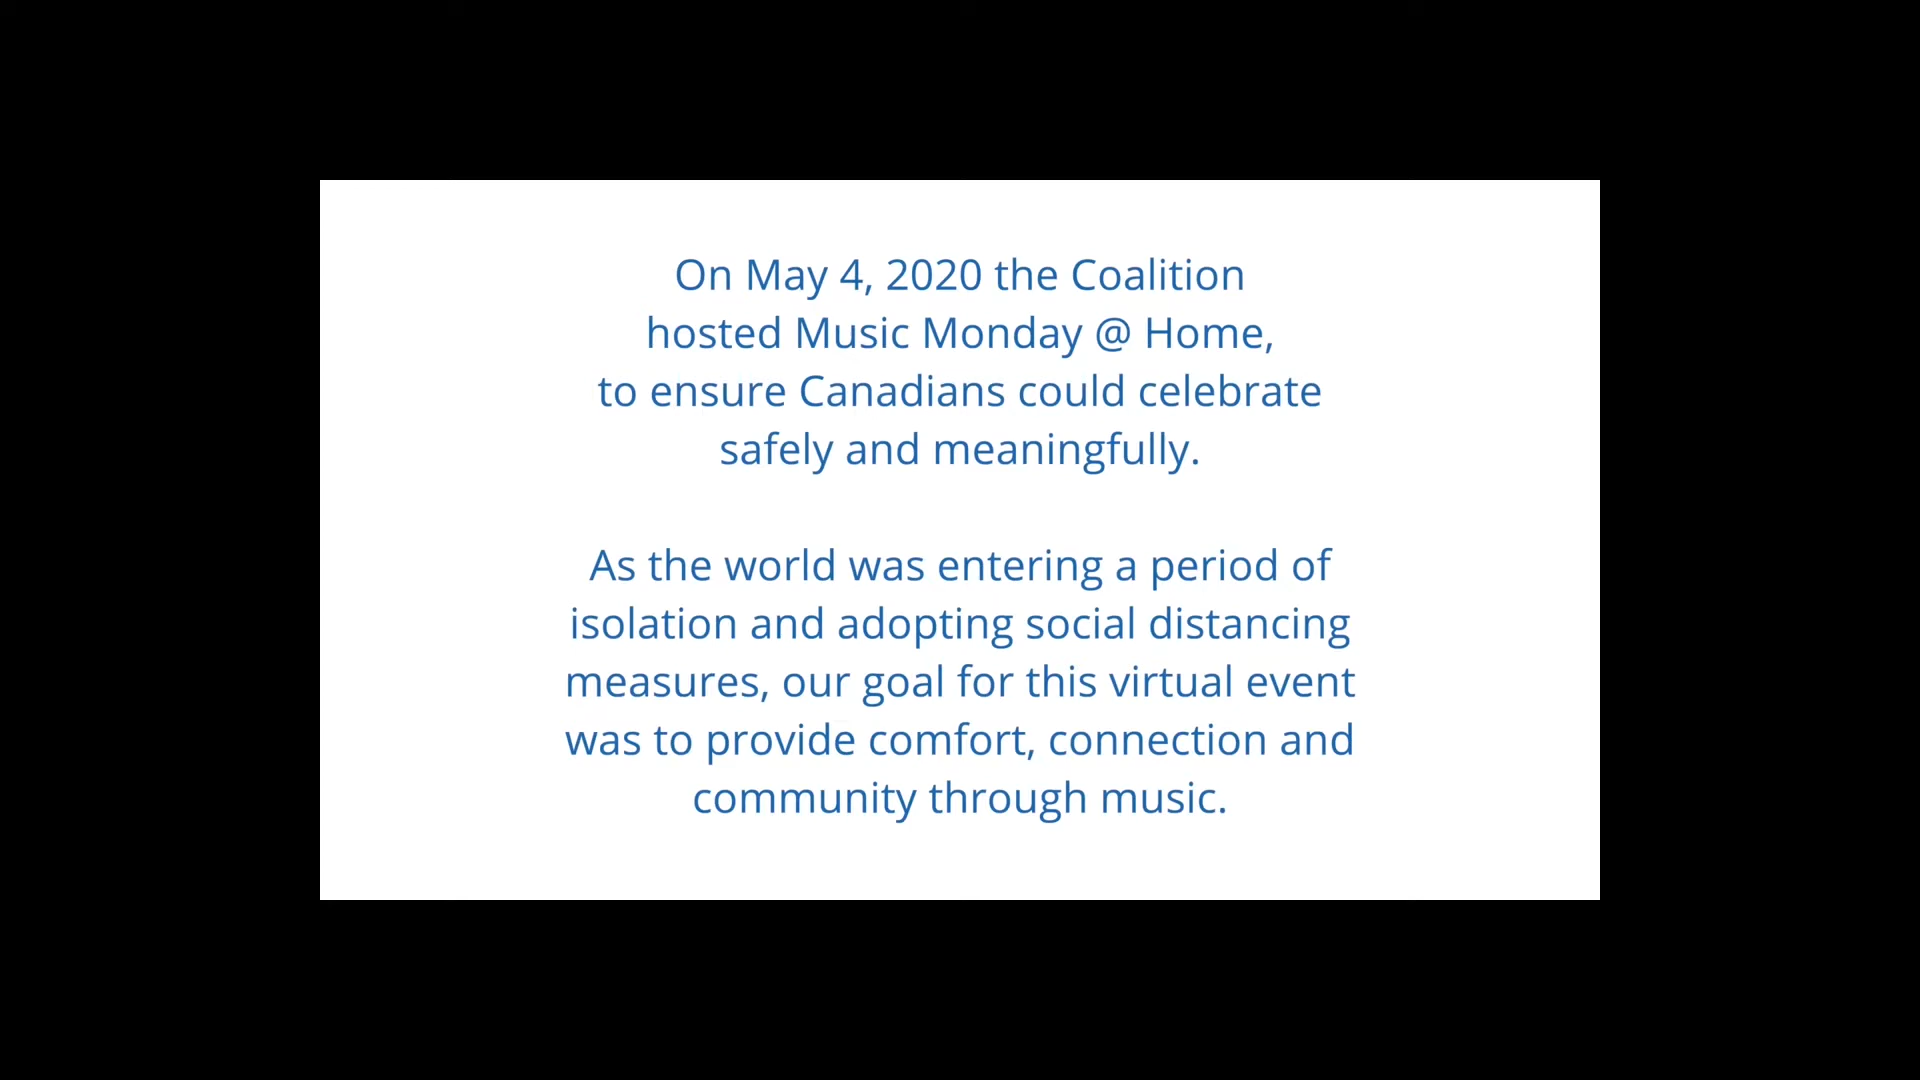 On May 4, 2020 the Coalition
hosted Music Monday @ Home,
to ensure Canadians could celebrate
safely and meaningfully.
As the world was entering a period of
isolation and adopting social distancing
measures, our goal for this virtual event
was to provide comfort, connection and
community through music.